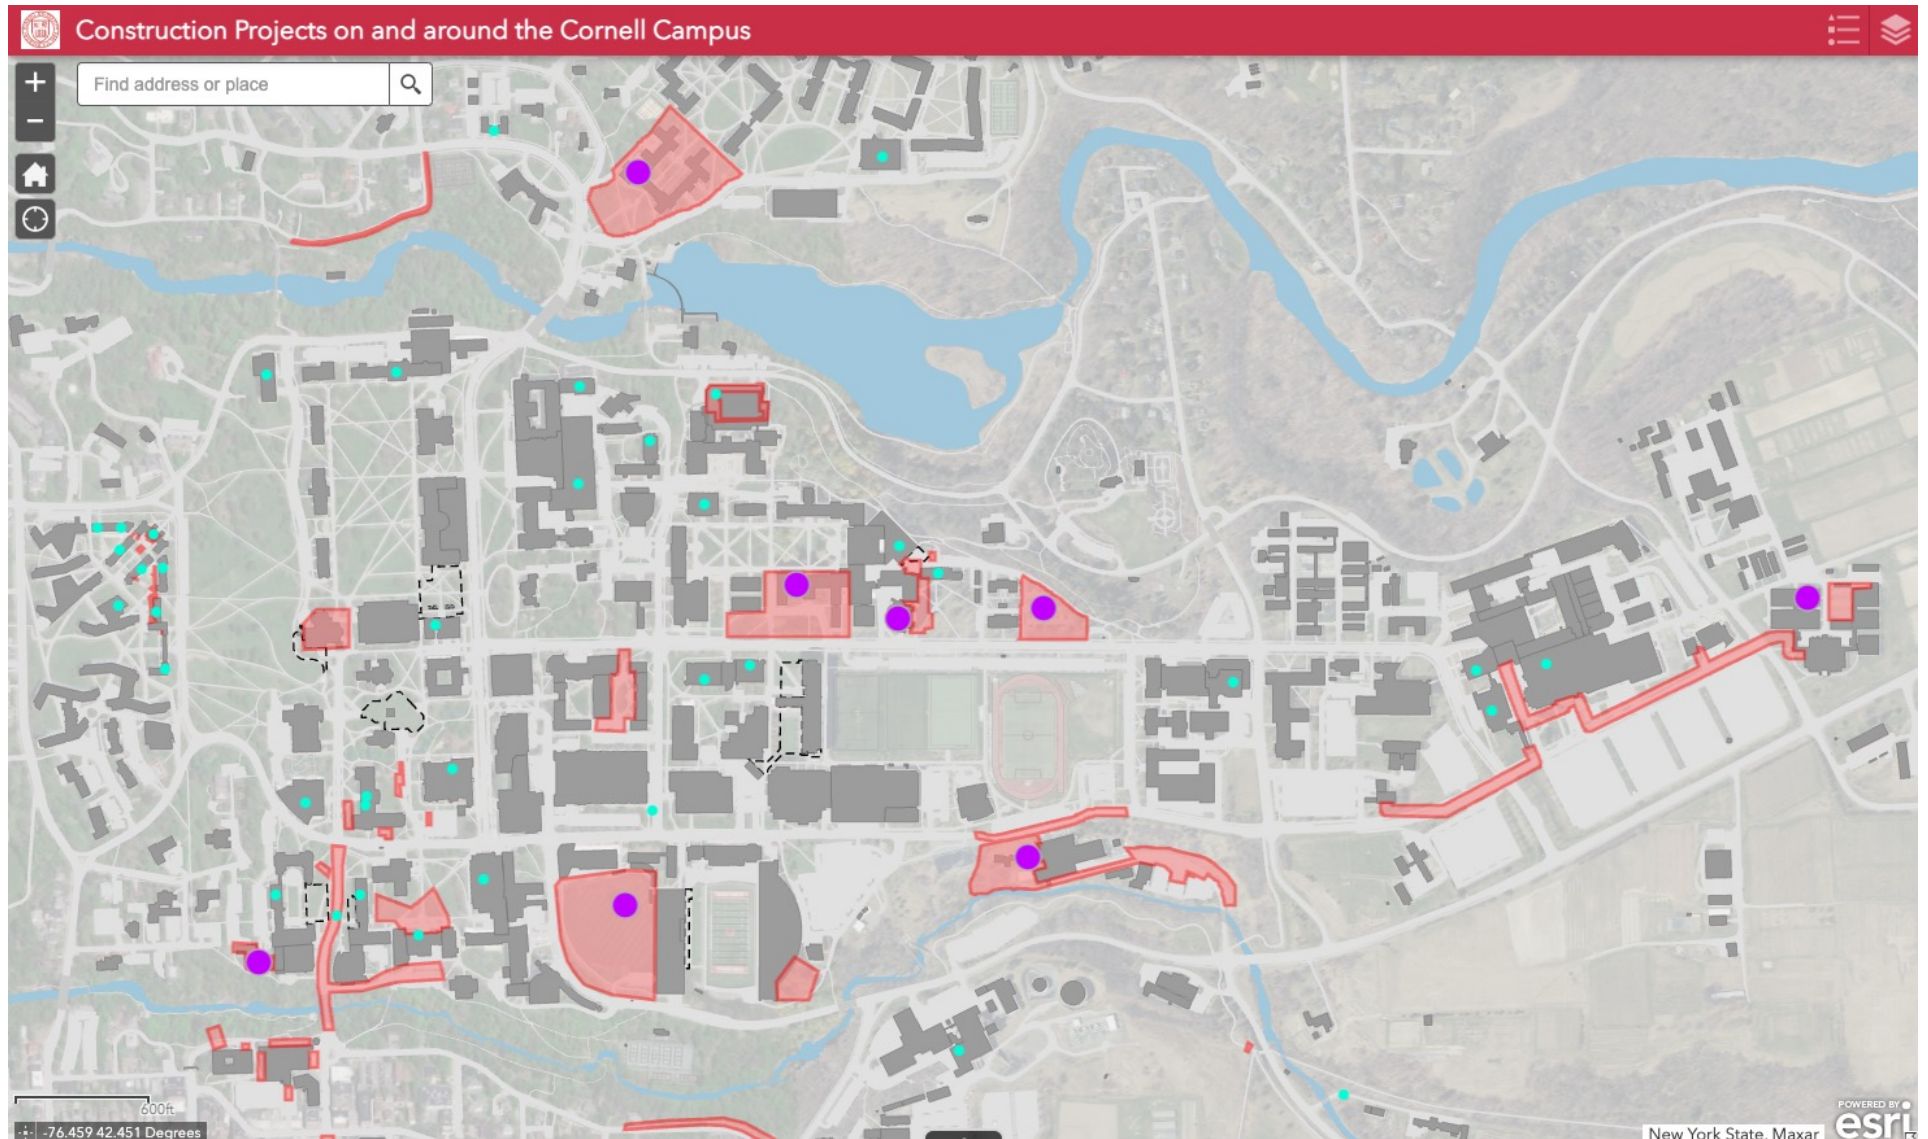 Construction Projects on and around the Cornell Campus
+
Find address or place
−
600ft
-76.459 42.451 Degrees
POWERED BY
esri
New York State, Maxar